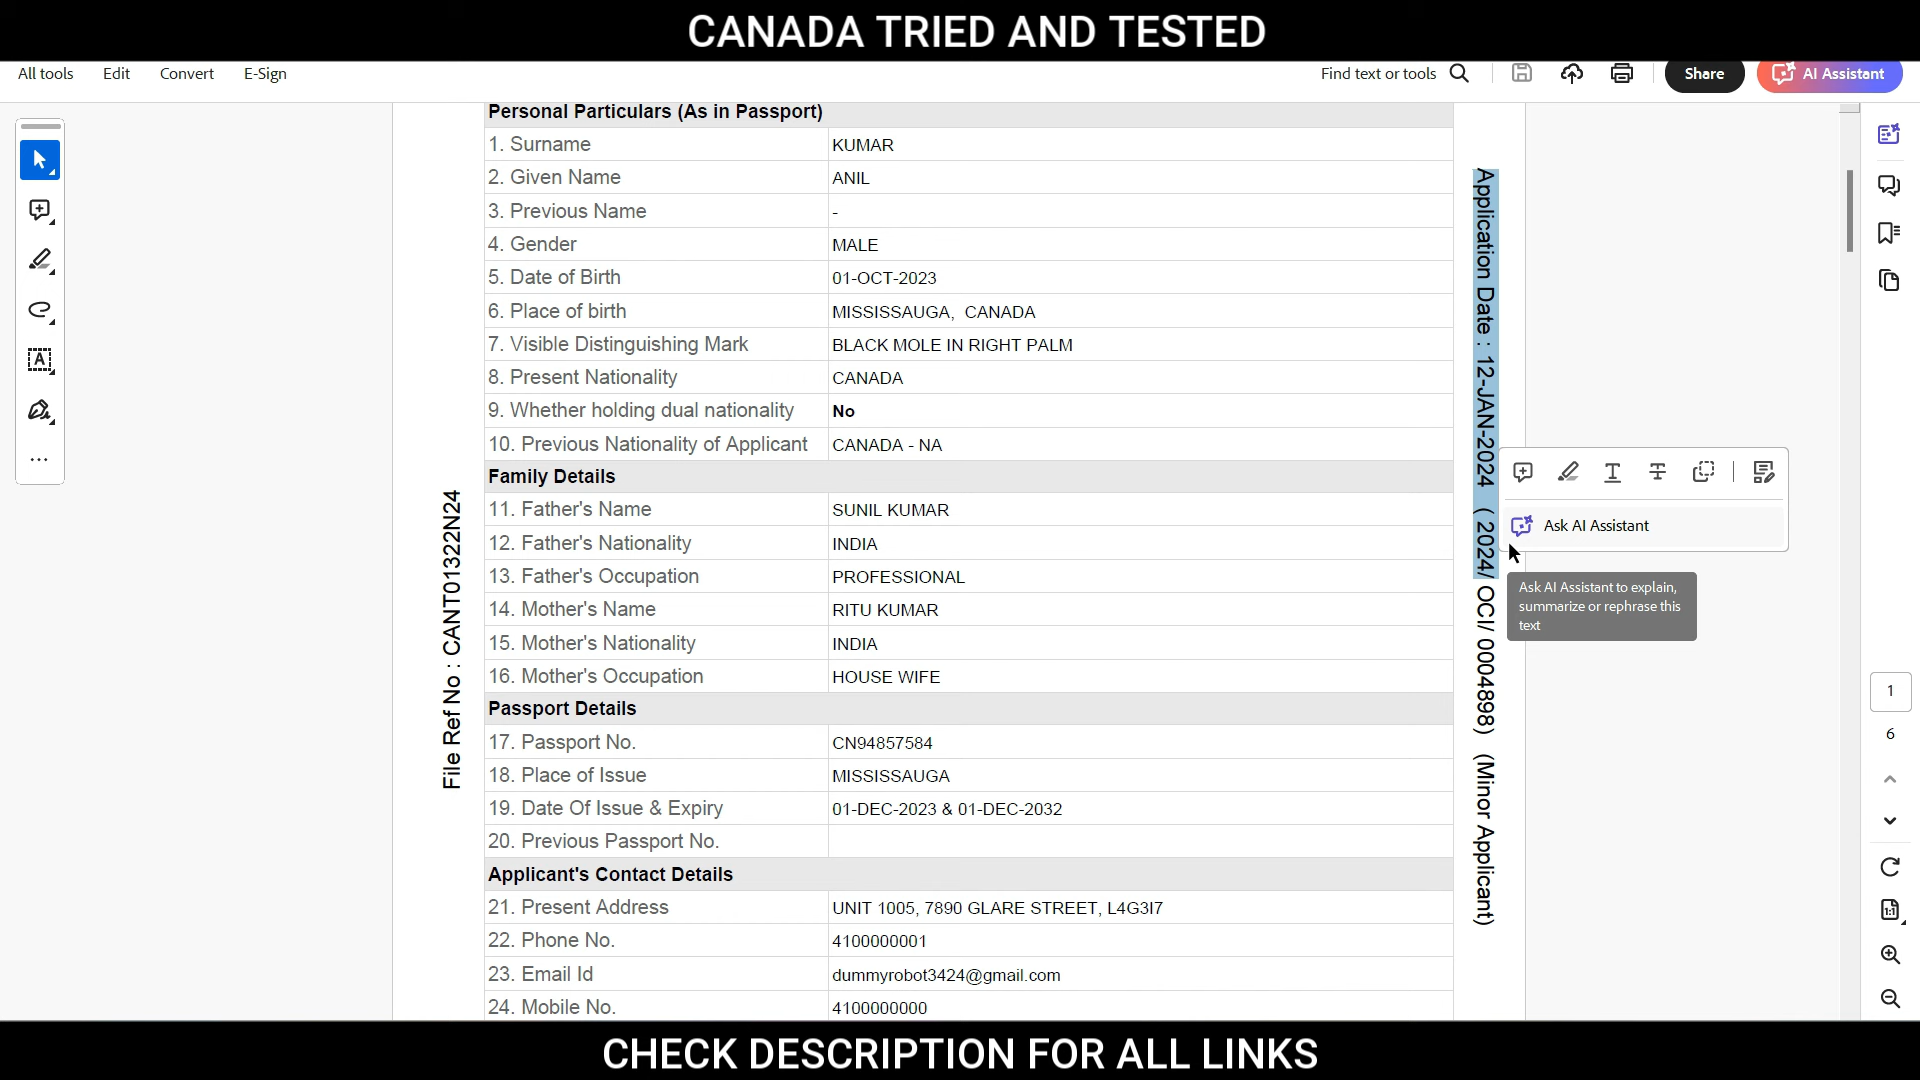 CANADA TRIED AND TESTED
All tools Edit Convert E-Sign Find text or tools Share AI Assistant
Personal Particulars (As in Passport)
1. Surname KUMAR
2. Given Name ANIL
3. Previous Name -
4. Gender MALE
5. Date of Birth 01-OCT-2023
6. Place of birth MISSISSAUGA, CANADA
7. Visible Distinguishing Mark BLACK MOLE IN RIGHT PALM
8. Present Nationality CANADA
9. Whether holding dual nationality No
10. Previous Nationality of Applicant CANADA - NA
Family Details
11. Father's Name SUNIL KUMAR
12. Father's Nationality INDIA
13. Father's Occupation PROFESSIONAL
14. Mother's Name RITU KUMAR
15. Mother's Nationality INDIA
16. Mother's Occupation HOUSE WIFE
Passport Details
17. Passport No. CN94857584
18. Place of Issue MISSISSAUGA
19. Date Of Issue & Expiry 01-DEC-2023 & 01-DEC-2032
20. Previous Passport No.
Applicant's Contact Details
21. Present Address UNIT 1005, 7890 GLARE STREET, L4G3I7
22. Phone No. 4100000001
23. Email Id dummyrobot3424@gmail.com
24. Mobile No. 4100000000
File Ref No : CANT01322N24
Application Date : 12-JAN-2024 ( 2024/ OCI/ 0004898) (Minor Applicant)
Ask AI Assistant
Ask AI Assistant to explain,
summarize or rephrase this
text
1
6
CHECK DESCRIPTION FOR ALL LINKS